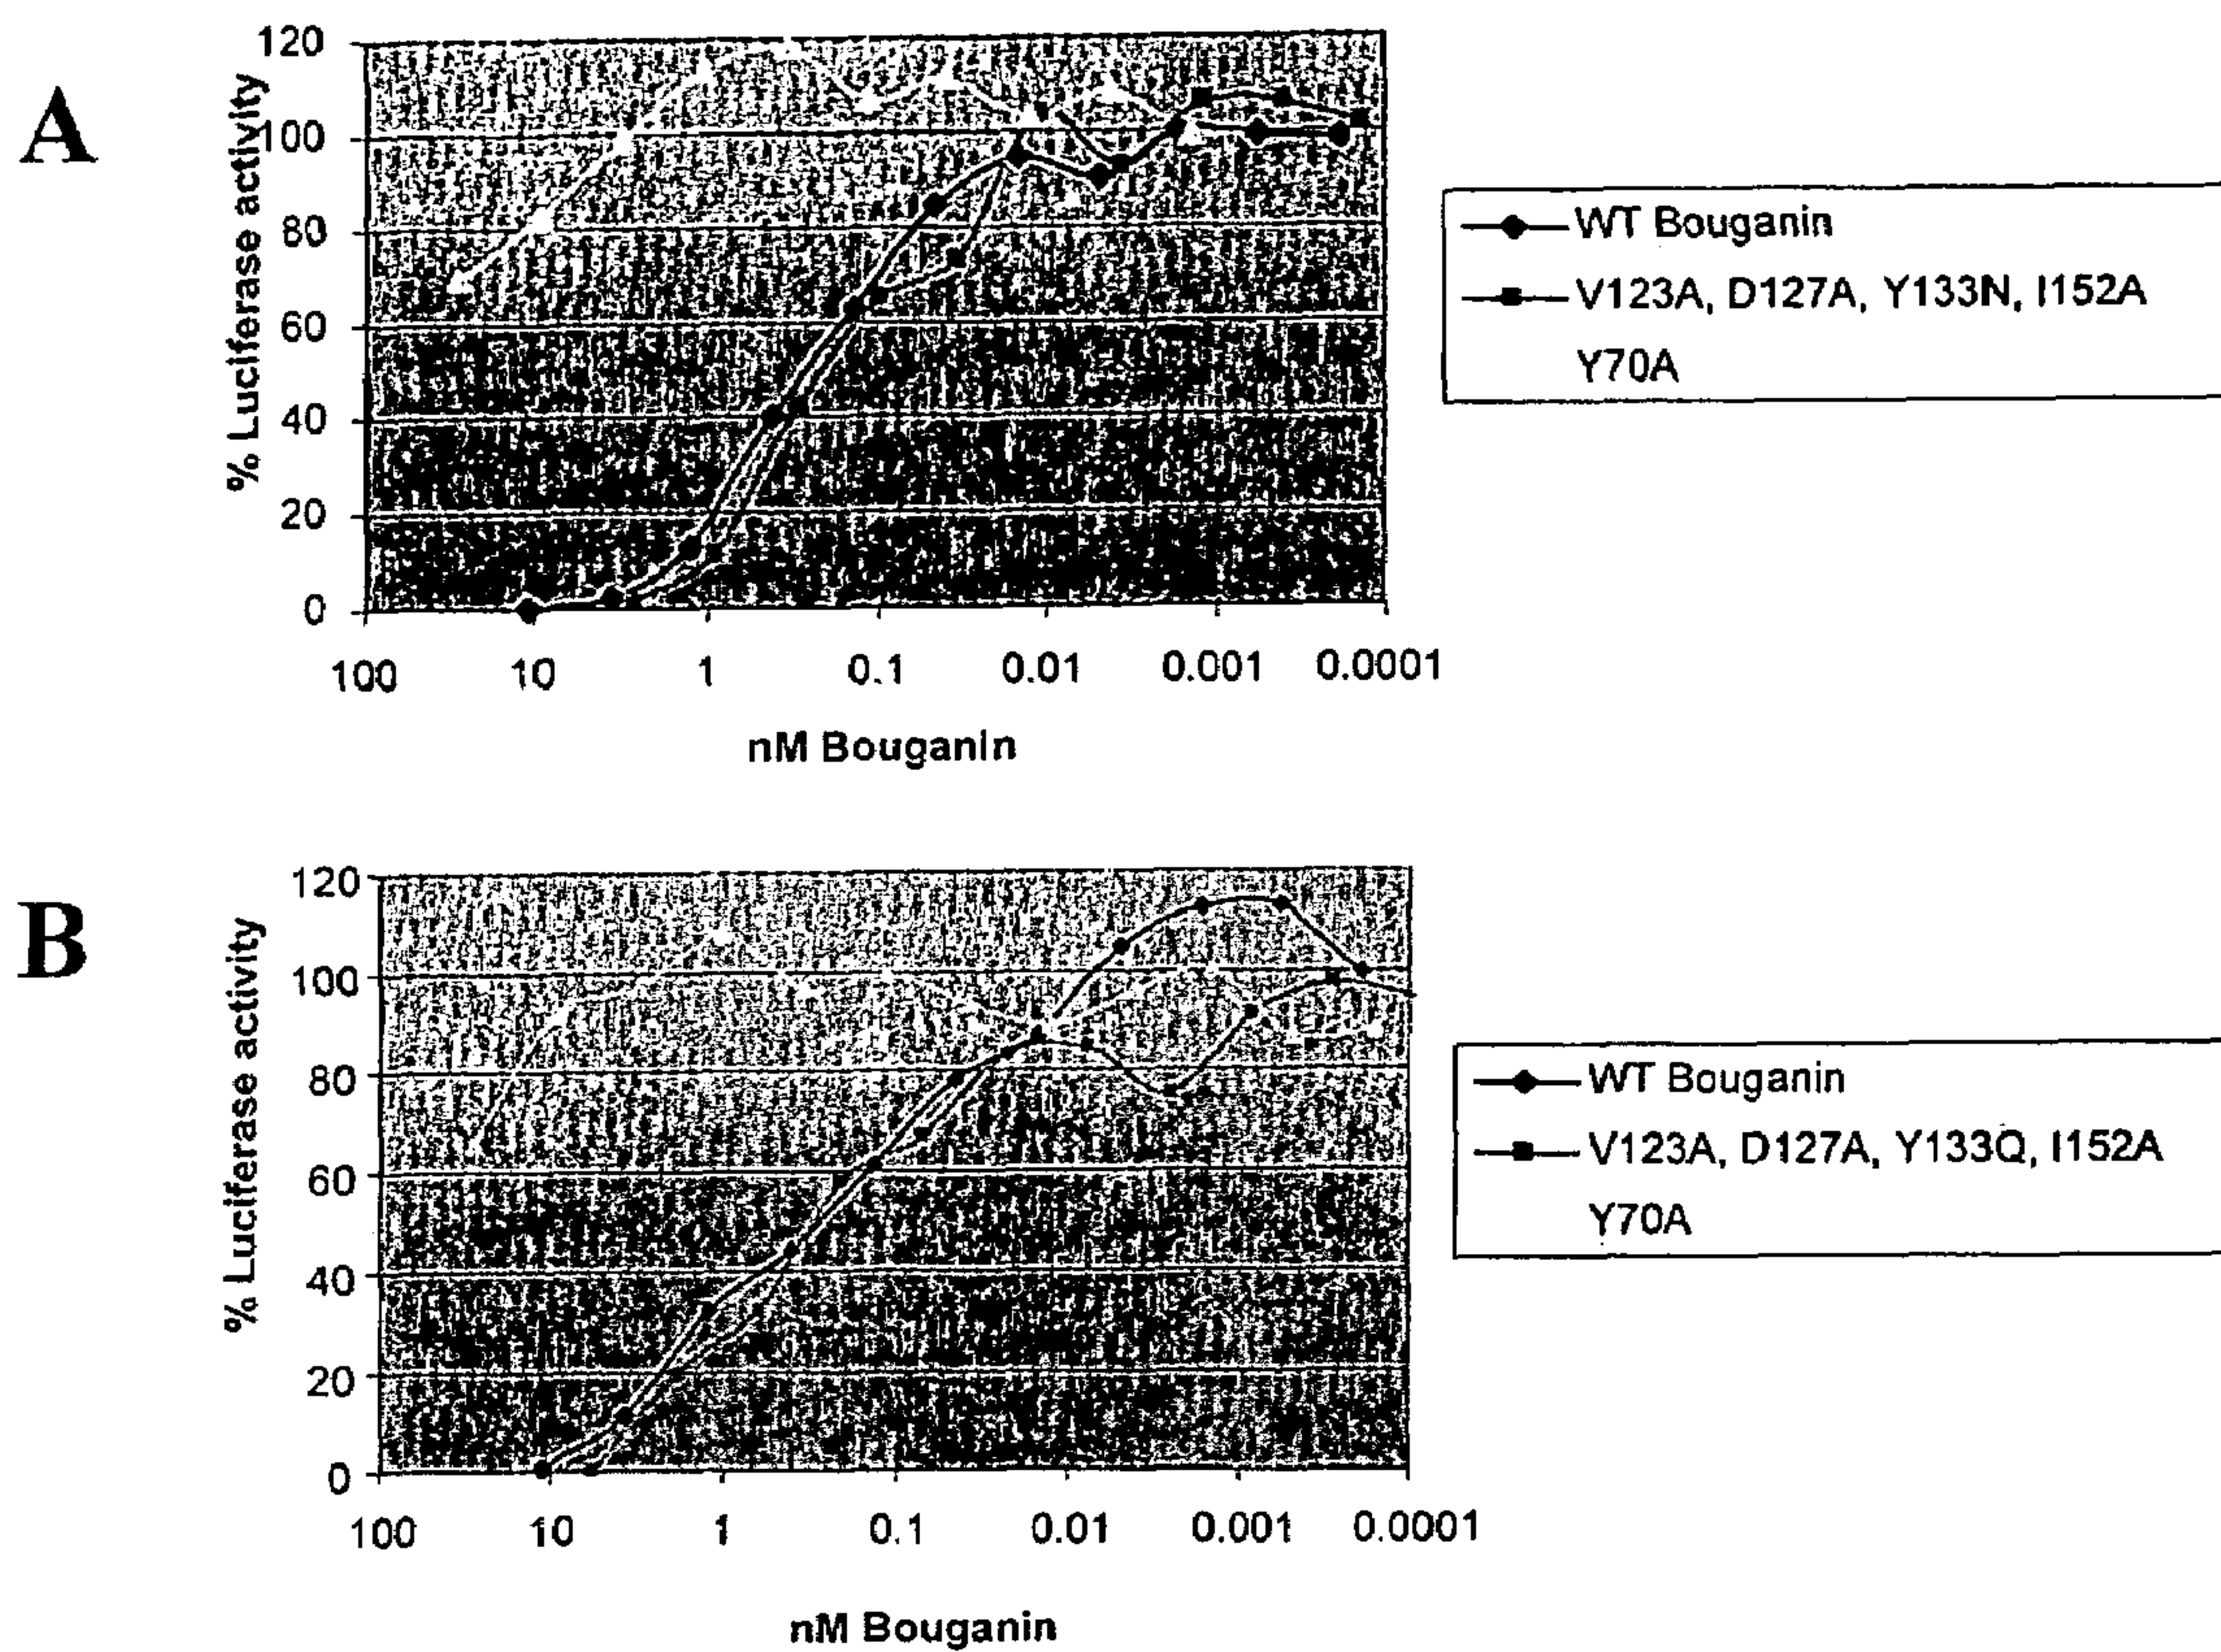 A
120
100
80
60
40
20
0
% Luciferase activity
100 10 1 0.1 0.01 0.001 0.0001
nM Bouganin
WT Bouganin
V123A, D127A, Y133N, I152A
Y70A
B
120
100
80
60
40
20
0
% Luciferase activity
100 10 1 0.1 0.01 0.001 0.0001
nM Bouganin
WT Bouganin
V123A, D127A, Y133Q, I152A
Y70A